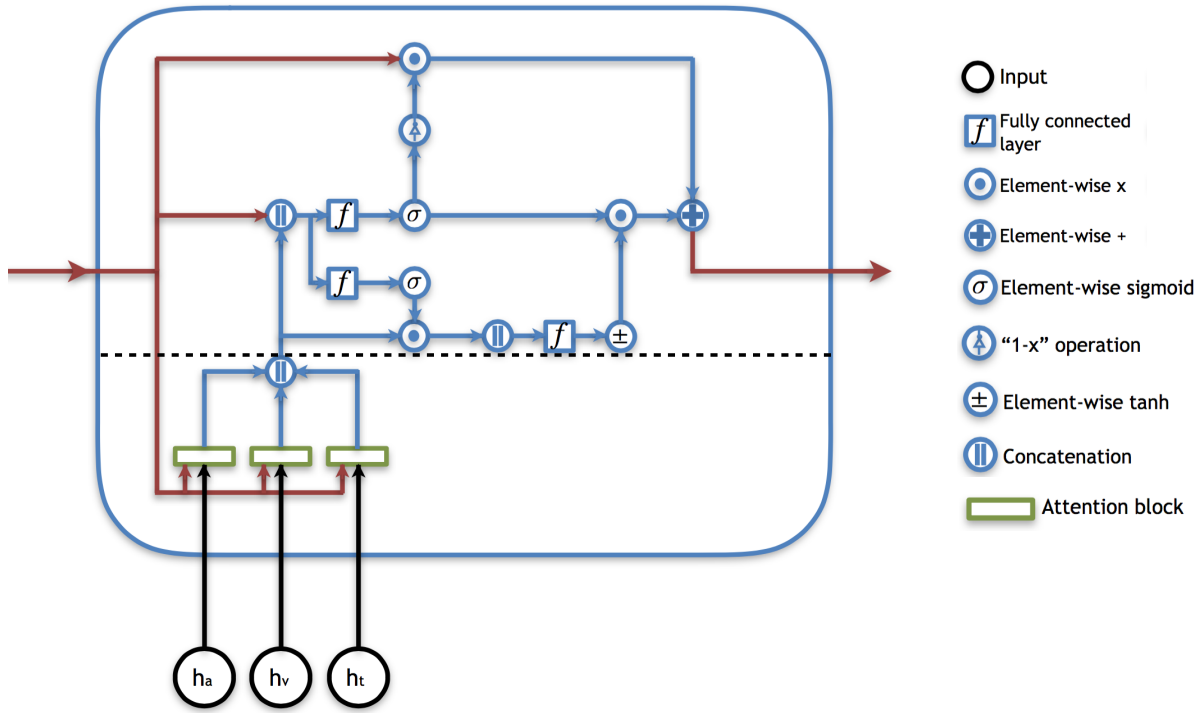 Input
f
Fully connected
layer
Element-wise x
f
σ
Element-wise +
f
σ
σ
Element-wise sigmoid
f
±
"1-x" operation
±
Element-wise tanh
Concatenation
Attention block
ha
hv
ht